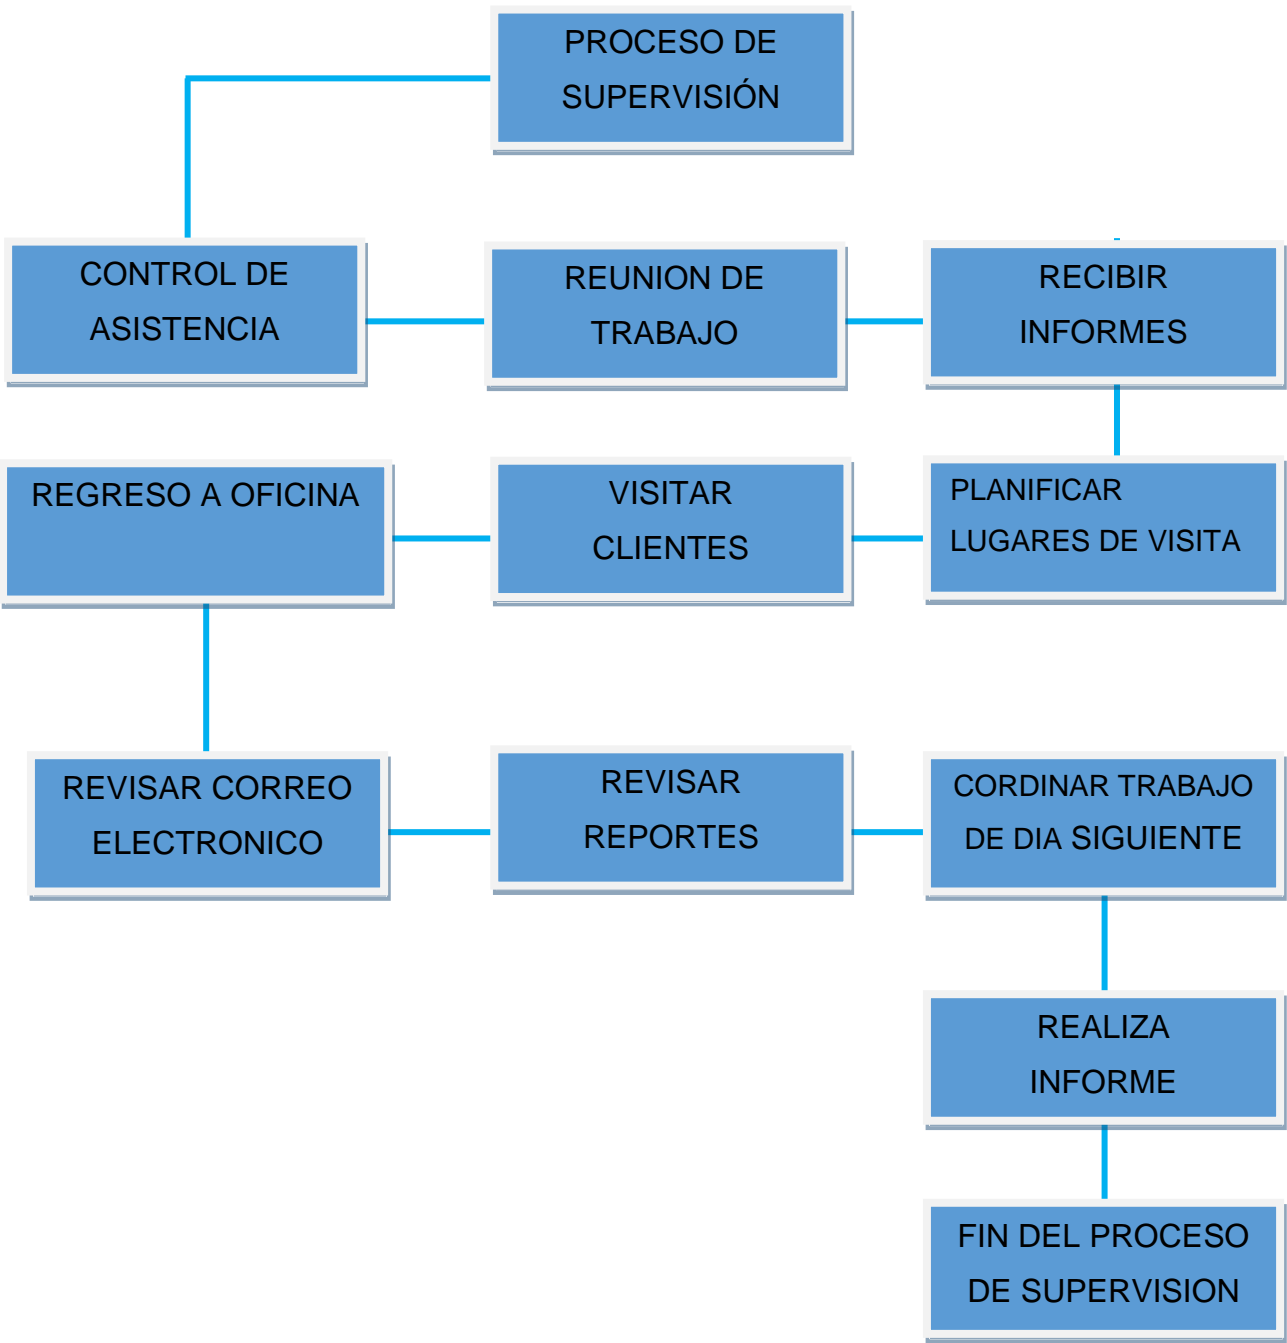 PROCESO DE
SUPERVISIÓN
CONTROL DE
ASISTENCIA
REUNION DE
TRABAJO
RECIBIR
INFORMES
PLANIFICAR
LUGARES DE VISITA
VISITAR
CLIENTES
REGRESO A OFICINA
REVISAR CORREO
ELECTRONICO
REVISAR
REPORTES
CORDINAR TRABAJO
DE DIA SIGUIENTE
REALIZA
INFORME
FIN DEL PROCESO
DE SUPERVISION